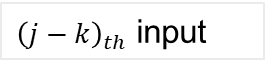 (j − k)ₜₕ input